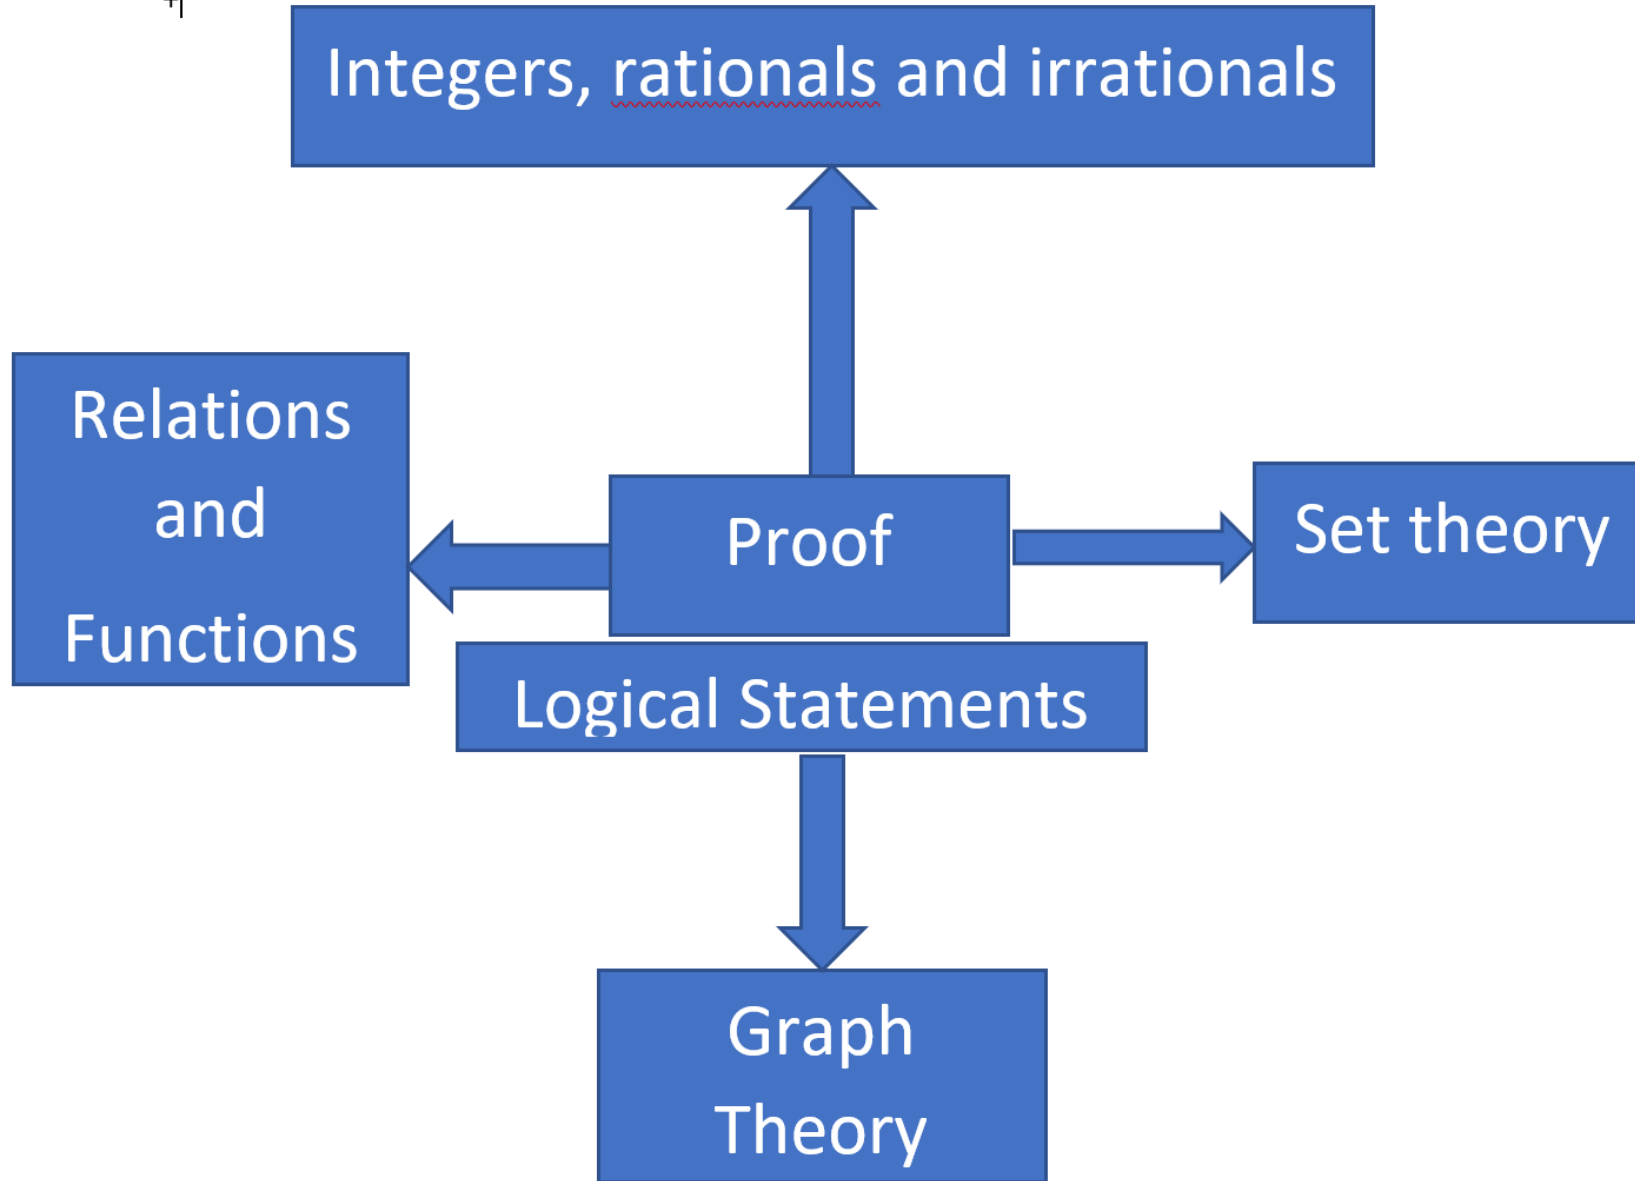 Integers, rationals and irrationals
Relations
and
Functions
Proof
Set theory
Logical Statements
Graph
Theory